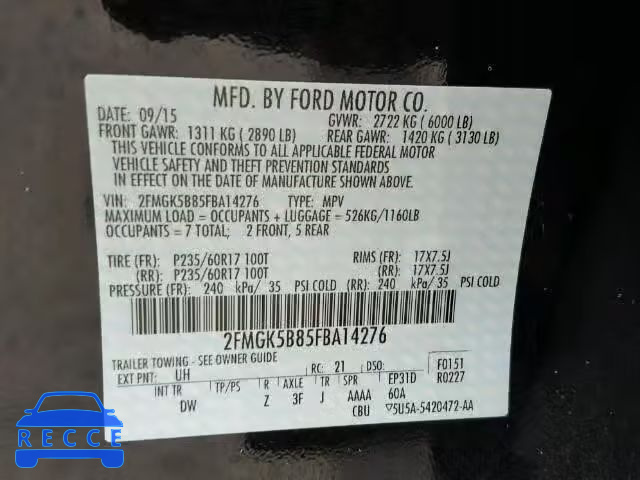 MFD. BY FORD MOTOR CO.
DATE: 09/15 GVWR: 2722 KG ( 6000 LB)
FRONT GAWR: 1311 KG ( 2890 LB) REAR GAWR: 1420 KG ( 3130 LB)
THIS VEHICLE CONFORMS TO ALL APPLICABLE FEDERAL MOTOR
VEHICLE SAFETY AND THEFT PREVENTION STANDARDS
IN EFFECT ON THE DATE OF MANUFACTURE SHOWN ABOVE.
VIN: 2FMGK5B85FBA14276 TYPE: MPV
MAXIMUM LOAD = OCCUPANTS + LUGGAGE = 526KG/1160LB
OCCUPANTS = 7 TOTAL; 2 FRONT, 5 REAR
TIRE (FR): P235/60R17 100T RIMS (FR): 17X7.5J
(RR): P235/60R17 100T (RR): 17X7.5J
PRESSURE (FR): 240 kPa/ 35 PSI COLD (RR): 240 kPa/ 35 PSI COLD
2FMGK5B85FBA14276
TRAILER TOWING - SEE OWNER GUIDE
EXT PNT: UH RC: 21 DSO: F0151
R0227
INT TR TP/PS R AXLE TR SPR EP31D
DW Z 3F J AAAA 60A
CBU ▽5U5A-5420472-AA
RECCE